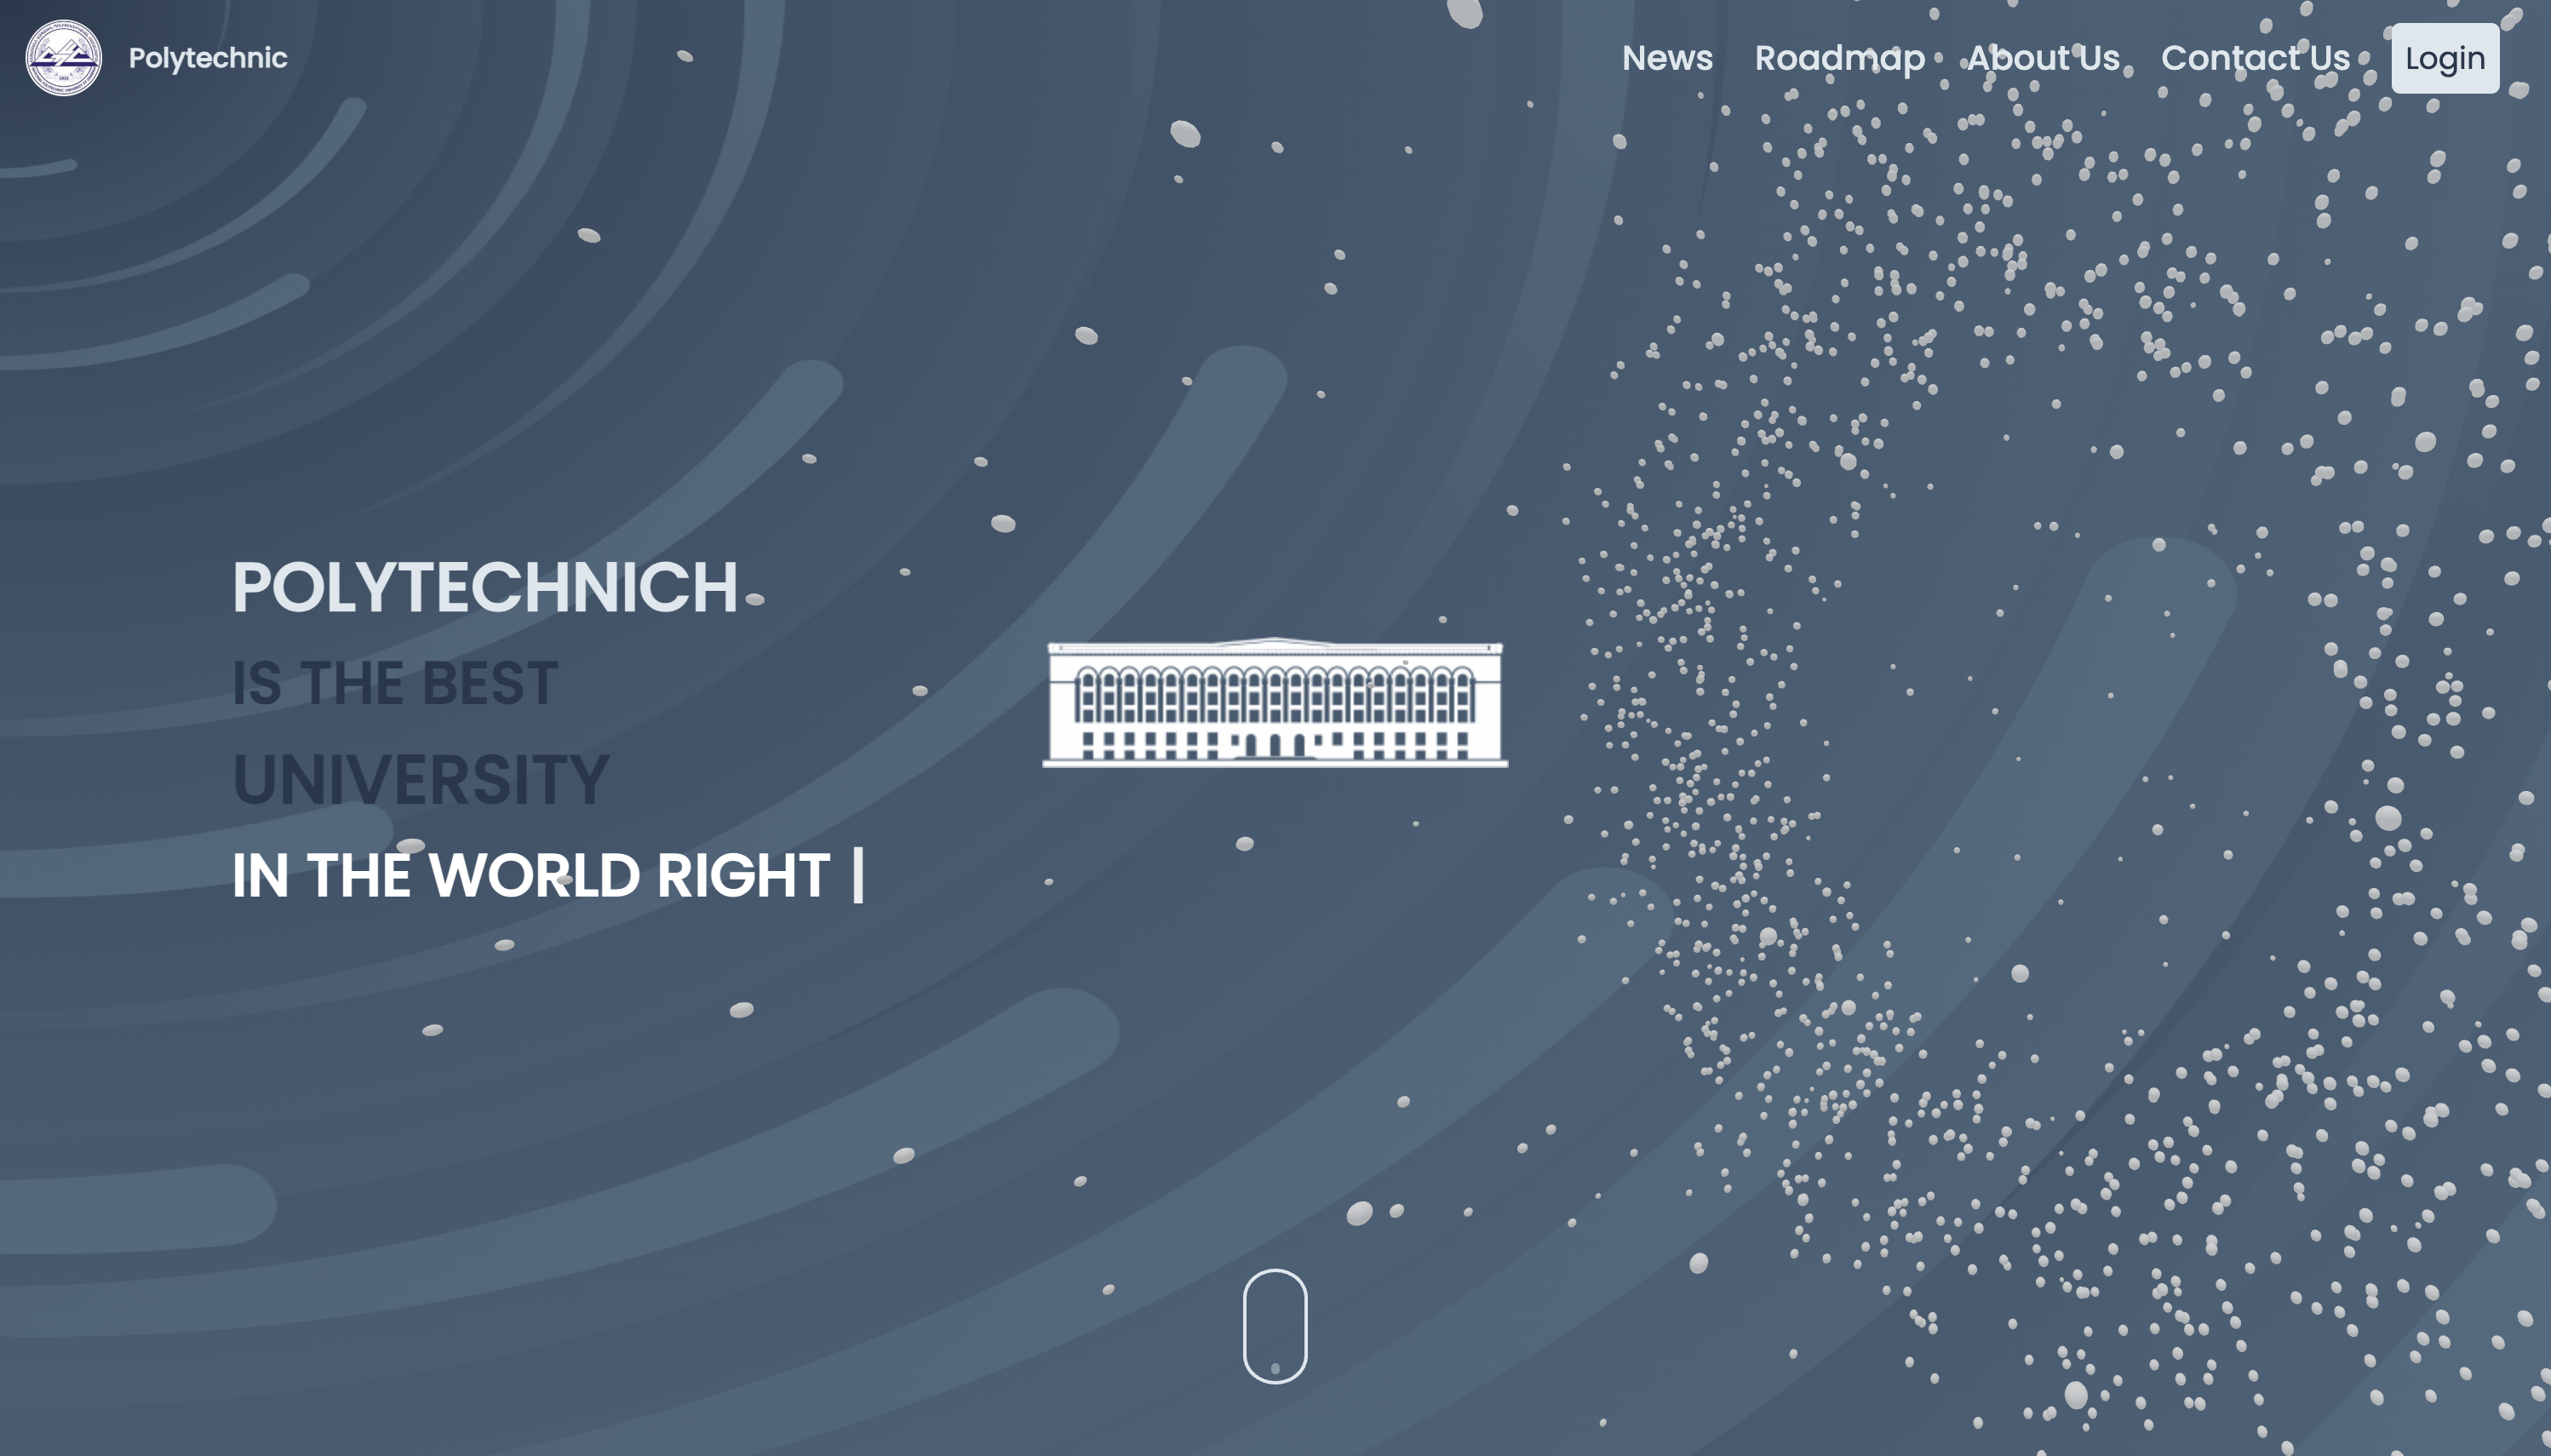 Polytechnic
News Roadmap About Us Contact Us Login
POLYTECHNICH
IS THE BEST
UNIVERSITY
IN THE WORLD RIGHT |